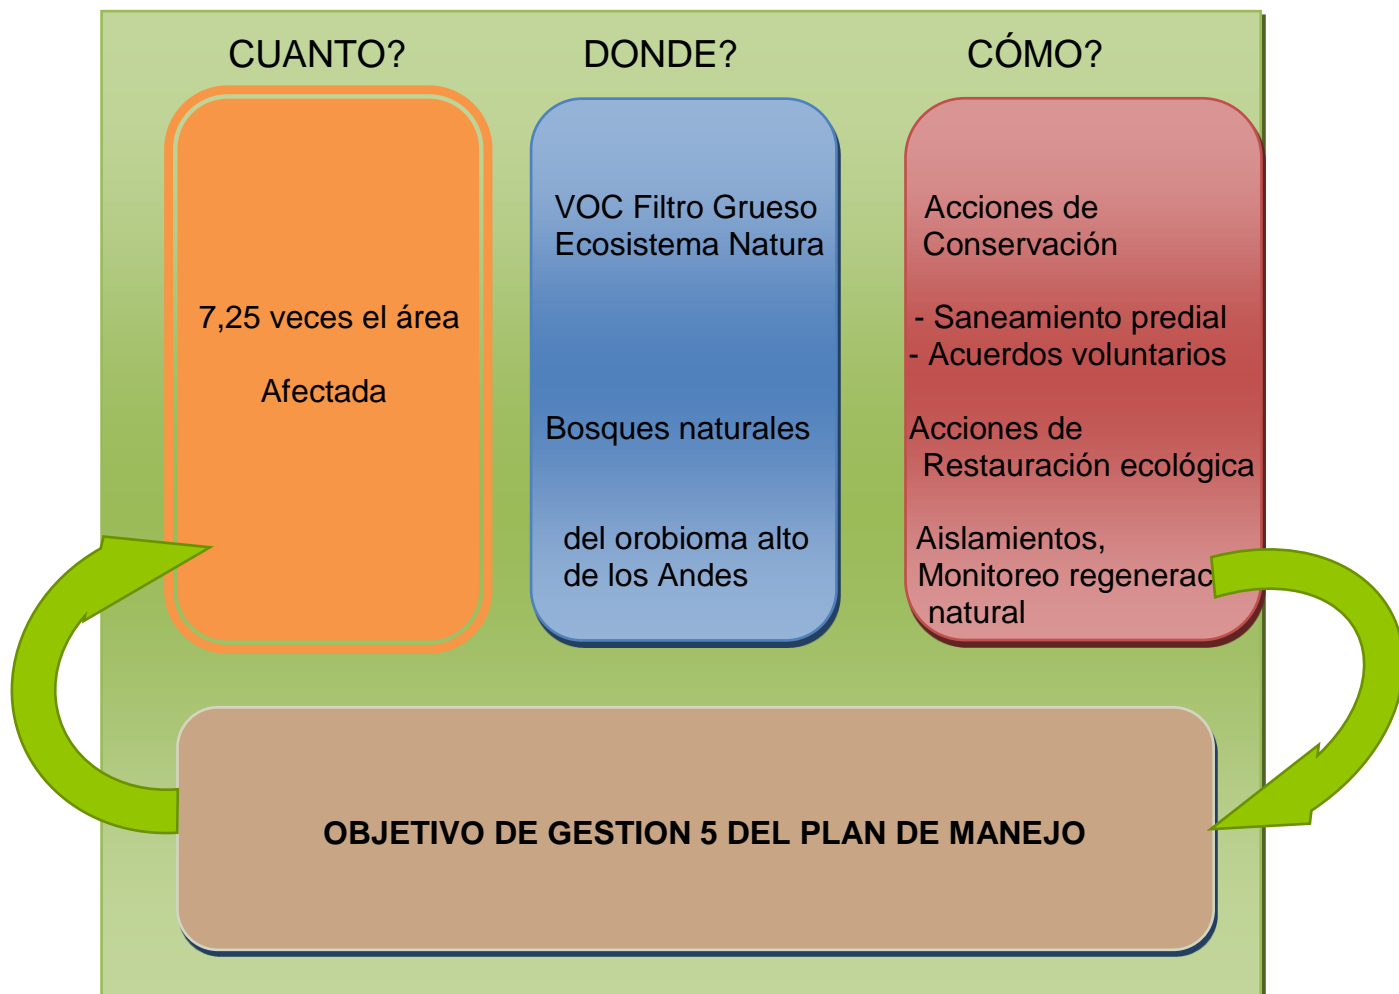 CUANTO?
7,25 veces el área
Afectada
DONDE?
VOC Filtro Grueso
Ecosistema Natura
Bosques naturales
del orobioma alto
de los Andes
CÓMO?
Acciones de
Conservación
- Saneamiento predial
- Acuerdos voluntarios
Acciones de
Restauración ecológica
Aislamientos,
Monitoreo regenerac
natural
OBJETIVO DE GESTION 5 DEL PLAN DE MANEJO